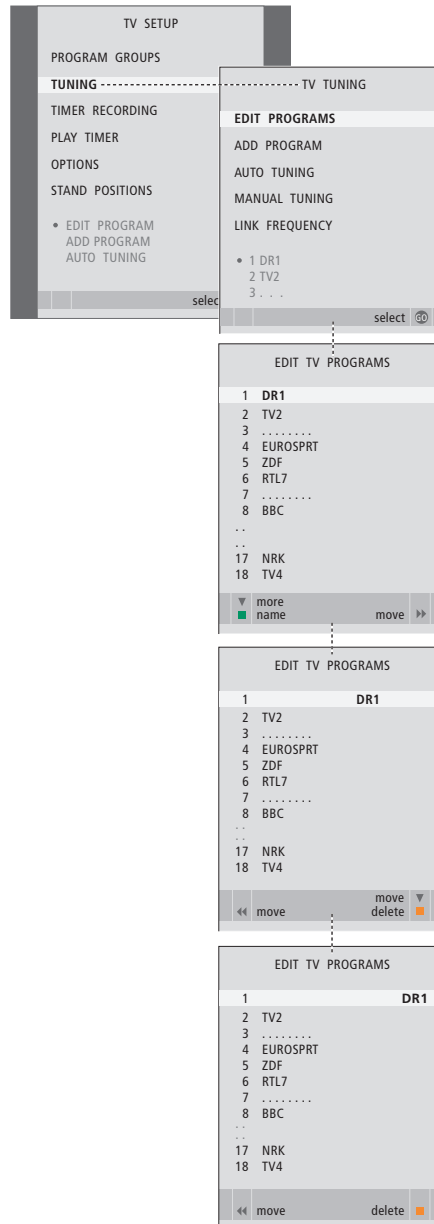 TV SETUP
PROGRAM GROUPS
TUNING
TIMER RECORDING
PLAY TIMER
OPTIONS
STAND POSITIONS
• EDIT PROGRAM
ADD PROGRAM
AUTO TUNING
selec
TV TUNING
EDIT PROGRAMS
ADD PROGRAM
AUTO TUNING
MANUAL TUNING
LINK FREQUENCY
• 1 DR1
2 TV2
3 . . .
select GO
EDIT TV PROGRAMS
1 DR1
2 TV2
3 ........
4 EUROSPRT
5 ZDF
6 RTL7
7 ........
8 BBC
. .
. .
17 NRK
18 TV4
more
name move
EDIT TV PROGRAMS
1 DR1
2 TV2
3 ........
4 EUROSPRT
5 ZDF
6 RTL7
7 ........
8 BBC
. .
. .
17 NRK
18 TV4
move
move delete
EDIT TV PROGRAMS
1 DR1
2 TV2
3 ........
4 EUROSPRT
5 ZDF
6 RTL7
7 ........
8 BBC
. .
. .
17 NRK
18 TV4
move delete